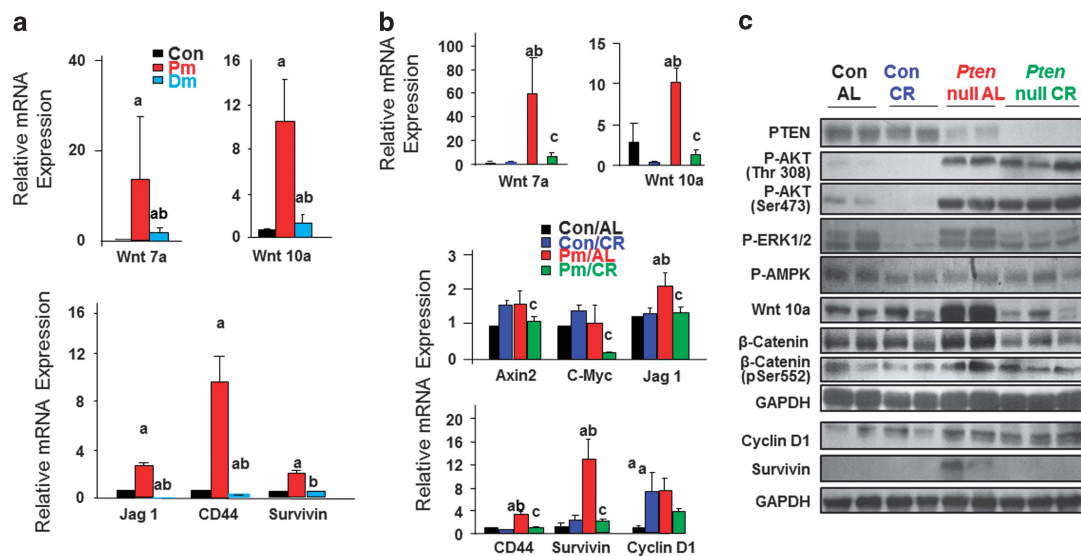 a
Relative mRNA
Expression
40
20
0
Con
Pm
Dm
a
ab
Wnt 7a
16
12
8
4
0
a
ab
Wnt 10a
Relative mRNA Expression
16
12
8
4
0
a
ab
a
ab
a
b
Jag 1 CD44 Survivin
b
Relative mRNA
Expression
100
80
60
40
20
0
ab
c
Wnt 7a
15
10
5
0
ab
c
Wnt 10a
Relative mRNA Expression
3
2
1
0
Con/AL
Con/CR
Pm/AL
Pm/CR
c
c
ab
c
Axin2 C-Myc Jag 1
20
16
12
8
4
0
ab
c
ab
c
a a
CD44 Survivin Cyclin D1
c
Con
AL
Con
CR
Pten
null AL
Pten
null CR
PTEN
P-AKT
(Thr 308)
P-AKT
(Ser473)
P-ERK1/2
P-AMPK
Wnt 10a
β-Catenin
β-Catenin
(pSer552)
GAPDH
Cyclin D1
Survivin
GAPDH